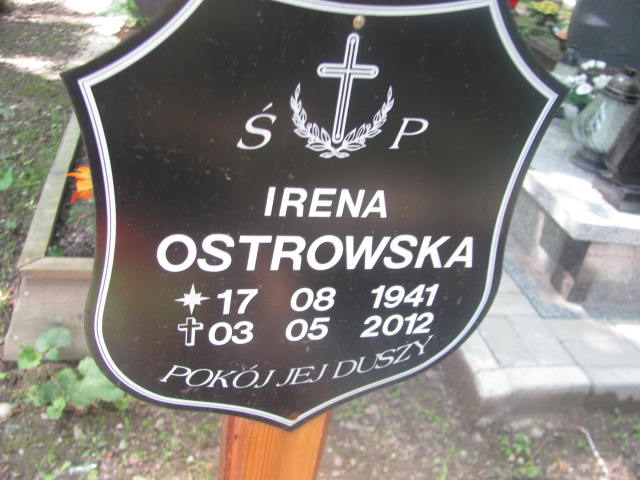 Ś P
IRENA
OSTROWSKA
17 08 1941
03 05 2012
POKÓJ JEJ DUSZY